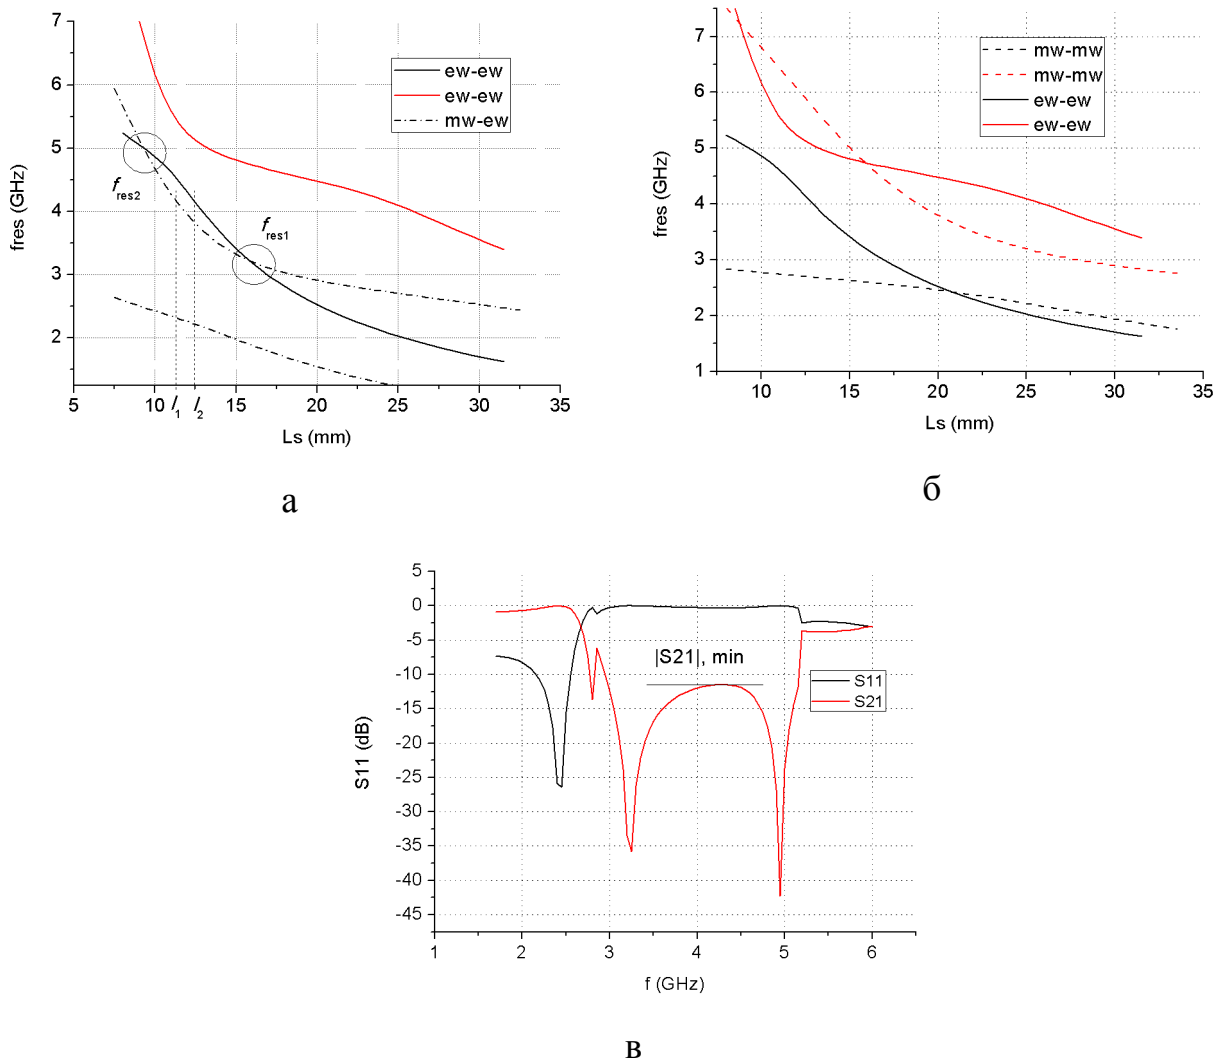 7
6
5
4
3
2
fres (GHz)
ew-ew
ew-ew
mw-ew
fres2
fres1
5 10 l1 l2 15 20 25 30 35
Ls (mm)
а
7
6
5
4
3
2
1
fres (GHz)
mw-mw
mw-mw
ew-ew
ew-ew
10 15 20 25 30 35
Ls (mm)
б
5
0
-5
-10
-15
-20
-25
-30
-35
-40
-45
S11 (dB)
|S21|, min
S11
S21
1 2 3 4 5 6
f (GHz)
в